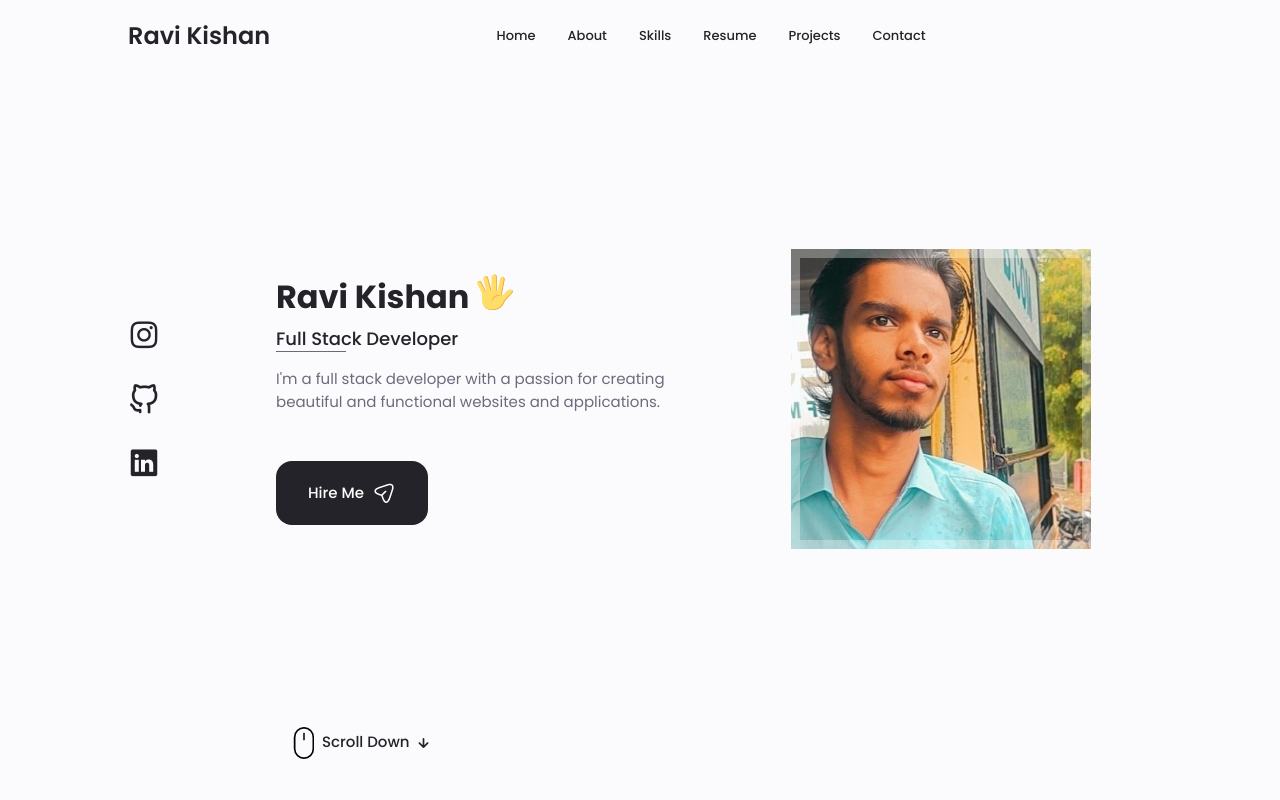 Ravi Kishan
Home About Skills Resume Projects Contact
Ravi Kishan
Full Stack Developer
I'm a full stack developer with a passion for creating
beautiful and functional websites and applications.
Hire Me
Scroll Down